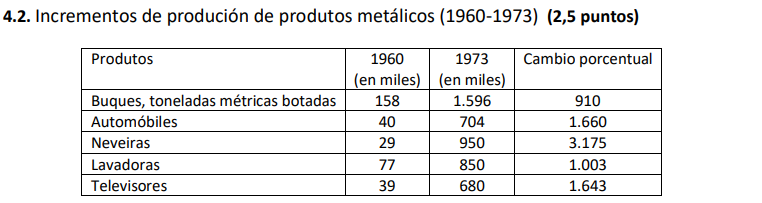 4.2. Incrementos de produción de produtos metálicos (1960-1973) (2,5 puntos)
Produtos 1960 (en miles) 1973 (en miles) Cambio porcentual
Buques, toneladas métricas botadas 158 1.596 910
Automóbiles 40 704 1.660
Neveiras 29 950 3.175
Lavadoras 77 850 1.003
Televisores 39 680 1.643